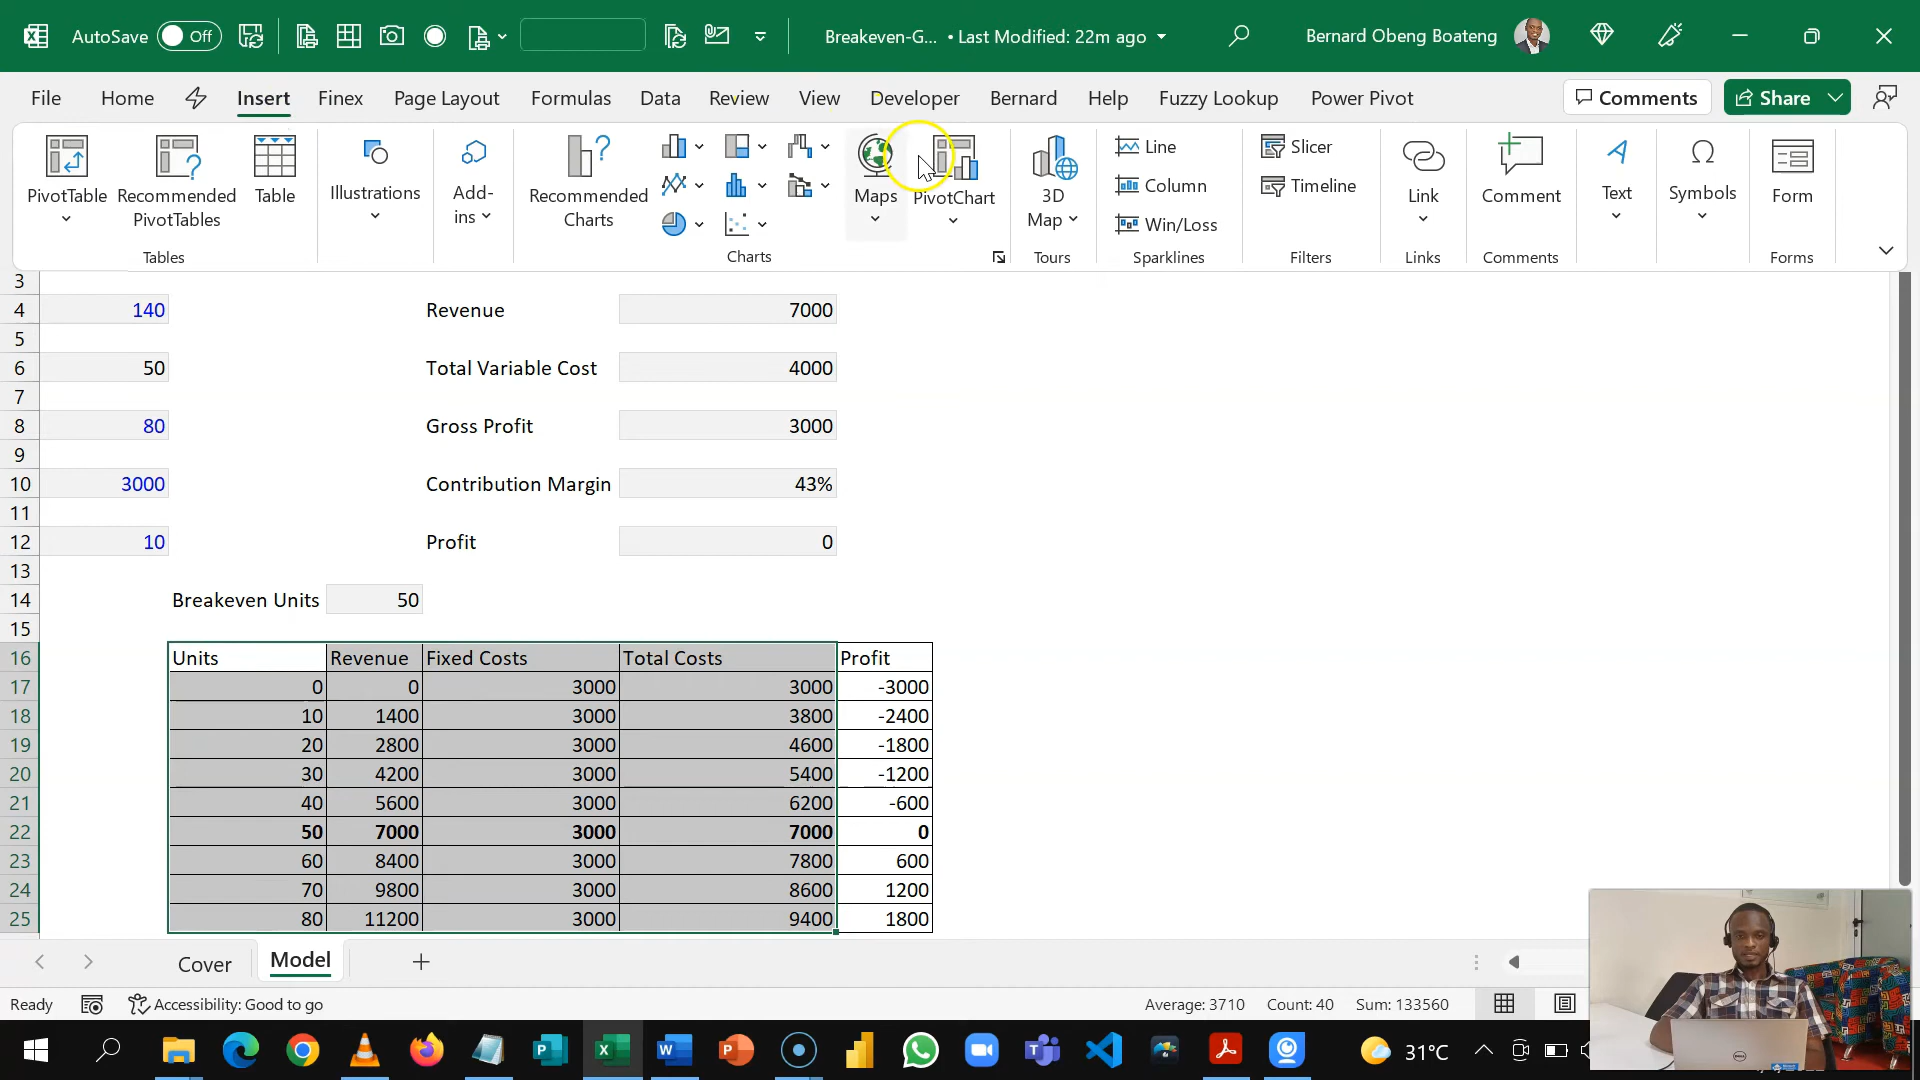 AutoSave Off Breakeven-G... • Last Modified: 22m ago Bernard Obeng Boateng
File Home Insert Finex Page Layout Formulas Data Review View Developer Bernard Help Fuzzy Lookup Power Pivot Comments Share
PivotTable
Recommended PivotTables
Table
Illustrations
Add-ins
Recommended Charts
Maps
PivotChart
3D Map
Line
Column
Win/Loss
Slicer
Timeline
Link
Comment
Text
Symbols
Form
Tables Charts Tours Sparklines Filters Links Comments Forms
3
4 140 Revenue 7000
5
6 50 Total Variable Cost 4000
7
8 80 Gross Profit 3000
9
10 3000 Contribution Margin 43%
11
12 10 Profit 0
13
14 Breakeven Units 50
15
16 Units Revenue Fixed Costs Total Costs Profit
17 0 0 3000 3000 -3000
18 10 1400 3000 3800 -2400
19 20 2800 3000 4600 -1800
20 30 4200 3000 5400 -1200
21 40 5600 3000 6200 -600
22 50 7000 3000 7000 0
23 60 8400 3000 7800 600
24 70 9800 3000 8600 1200
25 80 11200 3000 9400 1800
Cover Model
Ready Accessibility: Good to go Average: 3710 Count: 40 Sum: 133560
31°C